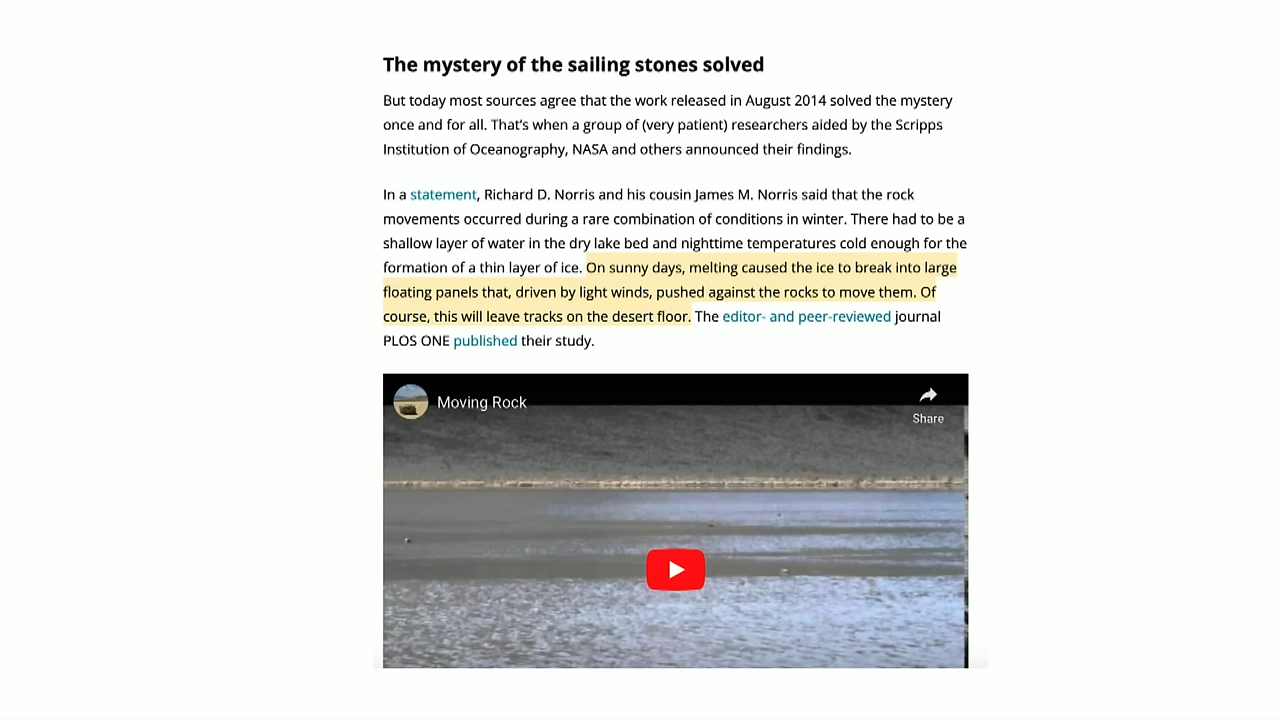 The mystery of the sailing stones solved
But today most sources agree that the work released in August 2014 solved the mystery
once and for all. That’s when a group of (very patient) researchers aided by the Scripps
Institution of Oceanography, NASA and others announced their findings.
In a statement, Richard D. Norris and his cousin James M. Norris said that the rock
movements occurred during a rare combination of conditions in winter. There had to be a
shallow layer of water in the dry lake bed and nighttime temperatures cold enough for the
formation of a thin layer of ice. On sunny days, melting caused the ice to break into large
floating panels that, driven by light winds, pushed against the rocks to move them. Of
course, this will leave tracks on the desert floor. The editor- and peer-reviewed journal
PLOS ONE published their study.
Moving Rock
Share